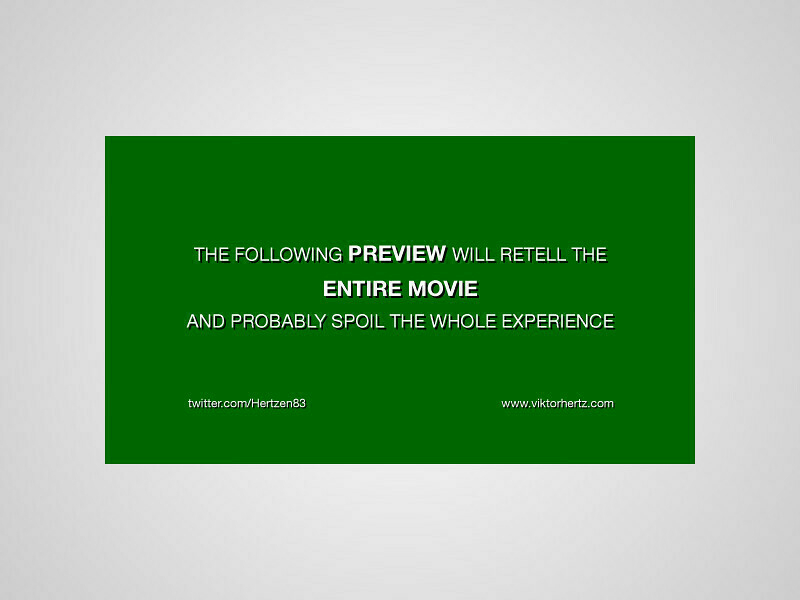 THE FOLLOWING PREVIEW WILL RETELL THE
ENTIRE MOVIE
AND PROBABLY SPOIL THE WHOLE EXPERIENCE
twitter.com/Hertzen83
www.viktorhertz.com